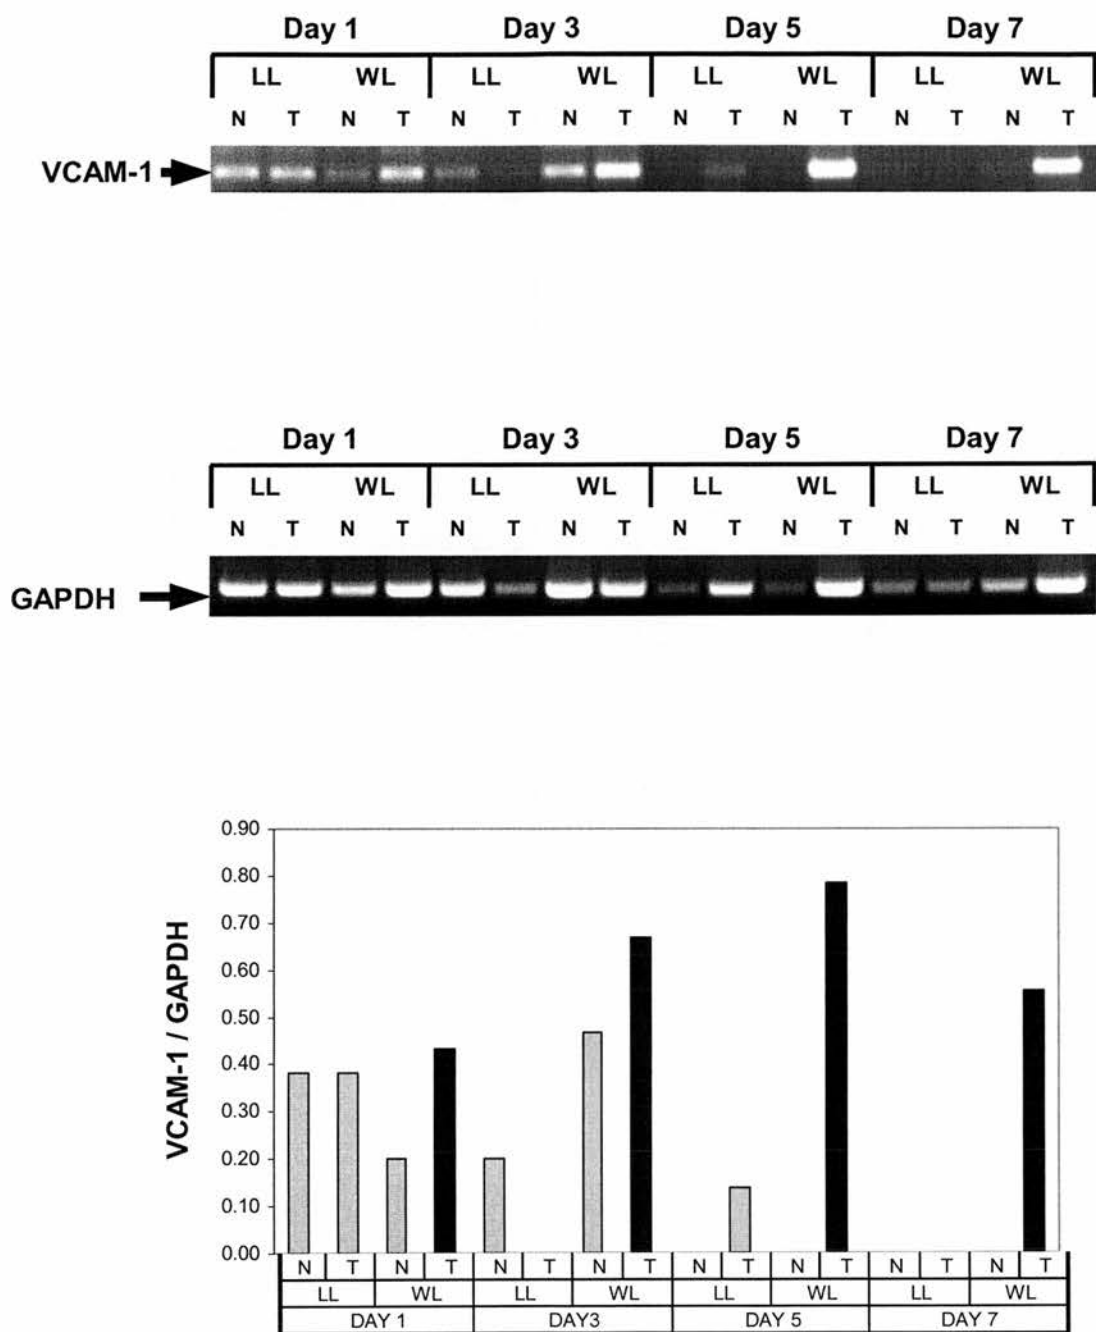 Day 1 Day 3 Day 5 Day 7
LL WL LL WL LL WL LL WL
N T N T N T N T N T N T N T N T
VCAM-1
Day 1 Day 3 Day 5 Day 7
LL WL LL WL LL WL LL WL
N T N T N T N T N T N T N T N T
GAPDH
VCAM-1 / GAPDH
0.90
0.80
0.70
0.60
0.50
0.40
0.30
0.20
0.10
0.00
N T N T N T N T N T N T N T N T
LL WL LL WL LL WL LL WL
DAY 1 DAY3 DAY 5 DAY 7